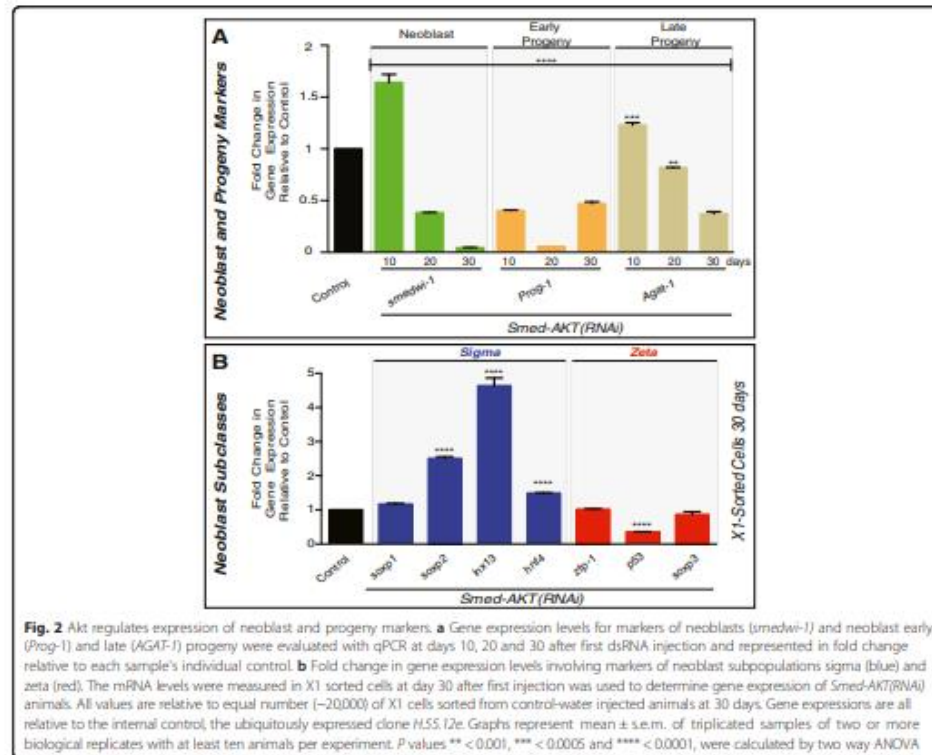 A
Neoblast and Progeny Markers
Fold Change in
Gene Expression
Relative to Control
2
1.5
1
0.5
0
Neoblast
Early
Progeny
Late
Progeny
****
***
**
10 20 30 10 20 30 10 20 30 days
Control
smedwi-1
Prog-1
Agat-1
Smed-AKT(RNAi)
B
Neoblast Subclasses
Fold Change in
Gene Expression
Relative to Control
5
4
3
2
1
0
Sigma
Zeta
****
****
****
****
Control
soxp1
soxp2
inx13
hnf4
zfp-1
p53
soxp3
Smed-AKT(RNAi)
X1-Sorted Cells 30 days
Fig. 2 Akt regulates expression of neoblast and progeny markers. a Gene expression levels for markers of neoblasts (smedwi-1) and neoblast early
(Prog-1) and late (AGAT-1) progeny were evaluated with qPCR at days 10, 20 and 30 after first dsRNA injection and represented in fold change
relative to each sample's individual control. b Fold change in gene expression levels involving markers of neoblast subpopulations sigma (blue) and
zeta (red). The mRNA levels were measured in X1 sorted cells at day 30 after first injection was used to determine gene expression of Smed-AKT(RNAi)
animals. All values are relative to equal number (~20,000) of X1 cells sorted from control-water injected animals at 30 days. Gene expressions are all
relative to the internal control, the ubiquitously expressed clone H.55.12e. Graphs represent mean ± s.e.m. of triplicated samples of two or more
biological replicates with at least ten animals per experiment. P values ** < 0.001, *** < 0.0005 and **** < 0.0001, were calculated by two way ANOVA